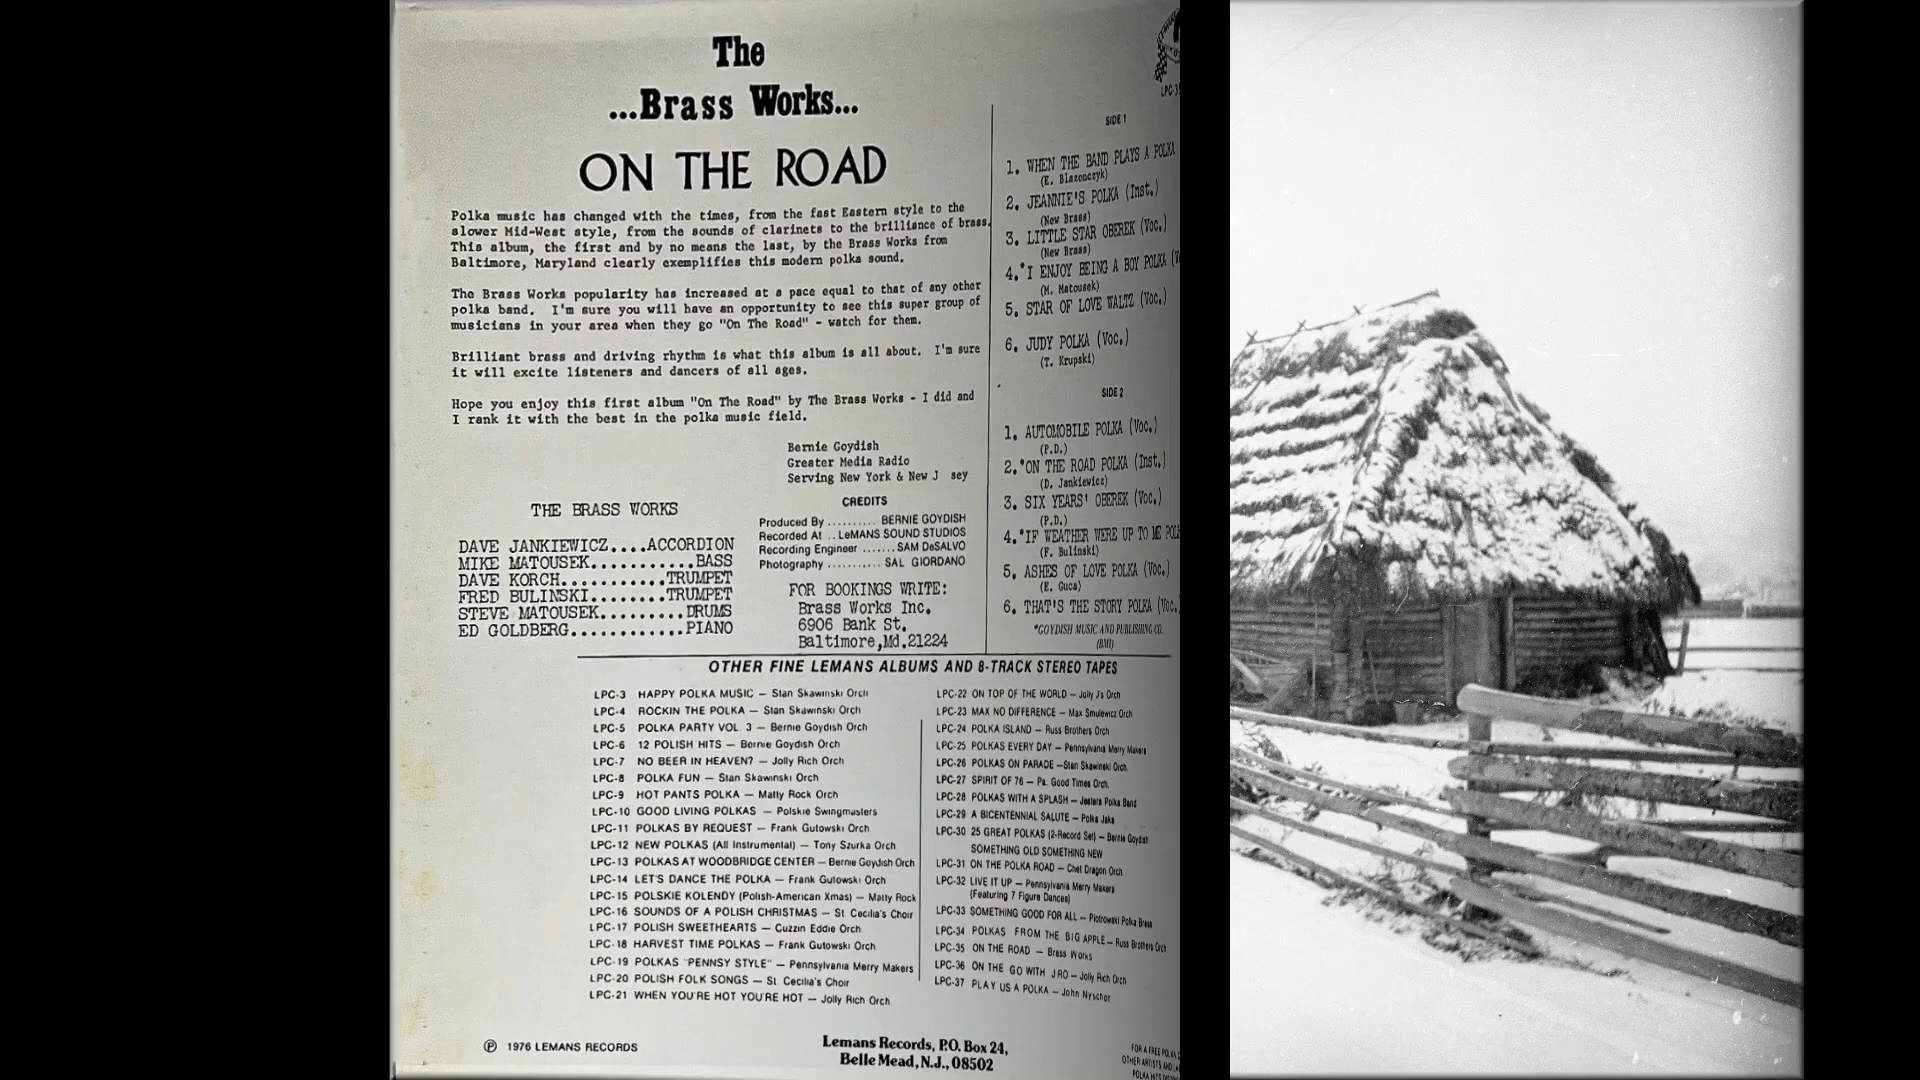 The
...Brass Works...
ON THE ROAD
Polka music has changed with the times, from the fast Eastern style to the
slower Mid-West style, from the sounds of clarinets to the brilliance of brass.
This album, the first and by no means the last, by the Brass Works from
Baltimore, Maryland clearly exemplifies this modern polka sound.
The Brass Works popularity has increased at a pace equal to that of any other
polka band. I'm sure you will have an opportunity to see this super group of
musicians in your area when they go "On The Road" - watch for them.
Brilliant brass and driving rhythm is what this album is all about. I'm sure
it will excite listeners and dancers of all ages.
Hope you enjoy this first album "On The Road" by The Brass Works - I did and
I rank it with the best in the polka music field.
Bernie Goydish
Greater Media Radio
Serving New York & New J sey
THE BRASS WORKS
DAVE JANKIEWICZ....ACCORDION
MIKE MATOUSEK...........BASS
DAVE KORCH...........TRUMPET
FRED BULINSKI........TRUMPET
STEVE MATOUSEK.........DRUMS
ED GOLDBERG............PIANO
CREDITS
Produced By .......... BERNIE GOYDISH
Recorded At .. LeMANS SOUND STUDIOS
Recording Engineer ....... SAM DeSALVO
Photography ........... SAL GIORDANO
FOR BOOKINGS WRITE:
Brass Works Inc.
6906 Bank St.
Baltimore,Md.21224
LPC-3
SIDE 1
1. WHEN THE BAND PLAYS A POLKA
(E. Blazonczyk)
2. JEANNIE'S POLKA (Inst.)
(New Brass)
3. LITTLE STAR OBEREK (Voc.)
(New Brass)
4.*I ENJOY BEING A BOY POLKA (V
(M. Matousek)
5. STAR OF LOVE WALTZ (Voc.)
6. JUDY POLKA (Voc.)
(T. Krupski)
SIDE 2
1. AUTOMOBILE POLKA (Voc.)
(P.D.)
2.*ON THE ROAD POLKA (Inst.)
(D. Jankiewicz)
3. SIX YEARS' OBEREK (Voc.)
(P.D.)
4.*IF WEATHER WERE UP TO ME POL
(F. Bulinski)
5. ASHES OF LOVE POLKA (Voc.)
(E. Guca)
6. THAT'S THE STORY POLKA (Voc.
*GOYDISH MUSIC AND PUBLISHING CO.
(BMI)
OTHER FINE LEMANS ALBUMS AND 8-TRACK STEREO TAPES
LPC-3 HAPPY POLKA MUSIC — Stan Skawinski Orch
LPC-4 ROCKIN THE POLKA — Stan Skawinski Orch
LPC-5 POLKA PARTY VOL. 3 — Bernie Goydish Orch
LPC-6 12 POLISH HITS — Bernie Goydish Orch
LPC-7 NO BEER IN HEAVEN? — Jolly Rich Orch
LPC-8 POLKA FUN — Stan Skawinski Orch
LPC-9 HOT PANTS POLKA — Matty Rock Orch
LPC-10 GOOD LIVING POLKAS — Polskie Swingmasters
LPC-11 POLKAS BY REQUEST — Frank Gutowski Orch
LPC-12 NEW POLKAS (All Instrumental) — Tony Szurka Orch
LPC-13 POLKAS AT WOODBRIDGE CENTER — Bernie Goydish Orch
LPC-14 LET'S DANCE THE POLKA — Frank Gutowski Orch
LPC-15 POLSKIE KOLENDY (Polish-American Xmas) — Matty Rock
LPC-16 SOUNDS OF A POLISH CHRISTMAS — St Cecilia's Choir
LPC-17 POLISH SWEETHEARTS — Cuzzin Eddie Orch
LPC-18 HARVEST TIME POLKAS — Frank Gutowski Orch
LPC-19 POLKAS "PENNSY STYLE" — Pennsylvania Merry Makers
LPC-20 POLISH FOLK SONGS — St. Cecilia's Choir
LPC-21 WHEN YOU'RE HOT YOU'RE HOT — Jolly Rich Orch
LPC-22 ON TOP OF THE WORLD — Jolly J's Orch
LPC-23 MAX NO DIFFERENCE — Max Smulewicz Orch
LPC-24 POLKA ISLAND — Russ Brothers Orch
LPC-25 POLKAS EVERY DAY — Pennsylvania Merry Makers
LPC-26 POLKAS ON PARADE —Stan Skawinski Orch.
LPC-27 SPIRIT OF 76 — Pa. Good Times Orch.
LPC-28 POLKAS WITH A SPLASH — Jesters Polka Band
LPC-29 A BICENTENNIAL SALUTE — Polka Jaks
LPC-30 25 GREAT POLKAS (2-Record Set) — Bernie Goydish
SOMETHING OLD SOMETHING NEW
LPC-31 ON THE POLKA ROAD — Chet Dragon Orch
LPC-32 LIVE IT UP — Pennsylvania Merry Makers
(Featuring 7 Figure Dances)
LPC-33 SOMETHING GOOD FOR ALL — Piotrowski Polka Brass
LPC-34 POLKAS FROM THE BIG APPLE — Russ Brothers Orch
LPC-35 ON THE ROAD — Brass Works
LPC-36 ON THE GO WITH JRO — Jolly Rich Orch
LPC-37 PLAY US A POLKA — John Nyschot
℗ 1976 LEMANS RECORDS
Lemans Records, P.O. Box 24,
Belle Mead, N.J., 08502
FOR A FREE POLKA
OTHER ARTISTS AND
POLKA HITS